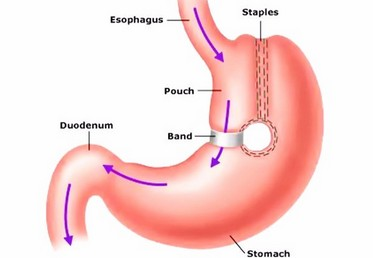 Staples
Esophagus
Pouch
Duodenum
Band
Stomach